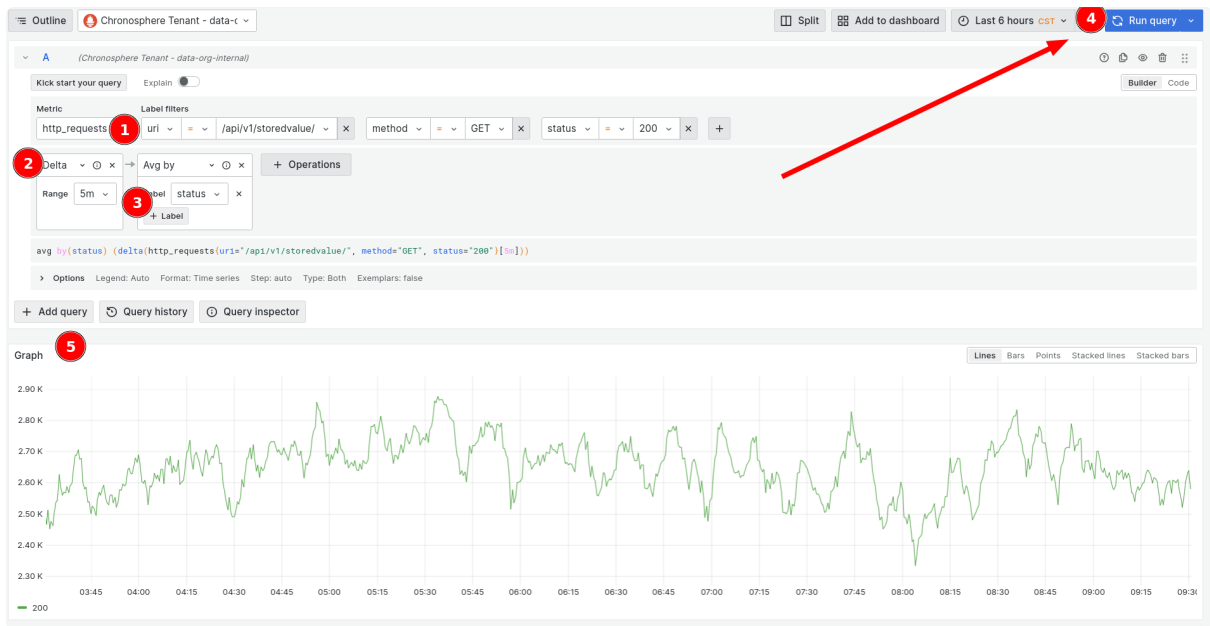 Outline Chronosphere Tenant - data-c Split Add to dashboard Last 6 hours CST 4 Run query
A (Chronosphere Tenant - data-org-internal)
Kick start your query Explain Builder Code
Metric Label filters
http_requests 1 uri = /api/v1/storedvalue/ × method = GET × status = 200 × +
2 Delta × → Avg by × + Operations
Range 5m 3 status ×
+ Label
avg by(status) (delta(http_requests{uri="/api/v1/storedvalue/", method="GET", status="200"}[5m]))
> Options Legend: Auto Format: Time series Step: auto Type: Both Exemplars: false
+ Add query Query history Query inspector
5
Graph Lines Bars Points Stacked lines Stacked bars
2.90 K
2.80 K
2.70 K
2.60 K
2.50 K
2.40 K
2.30 K
03:45 04:00 04:15 04:30 04:45 05:00 05:15 05:30 05:45 06:00 06:15 06:30 06:45 07:00 07:15 07:30 07:45 08:00 08:15 08:30 08:45 09:00 09:15 09:30
200